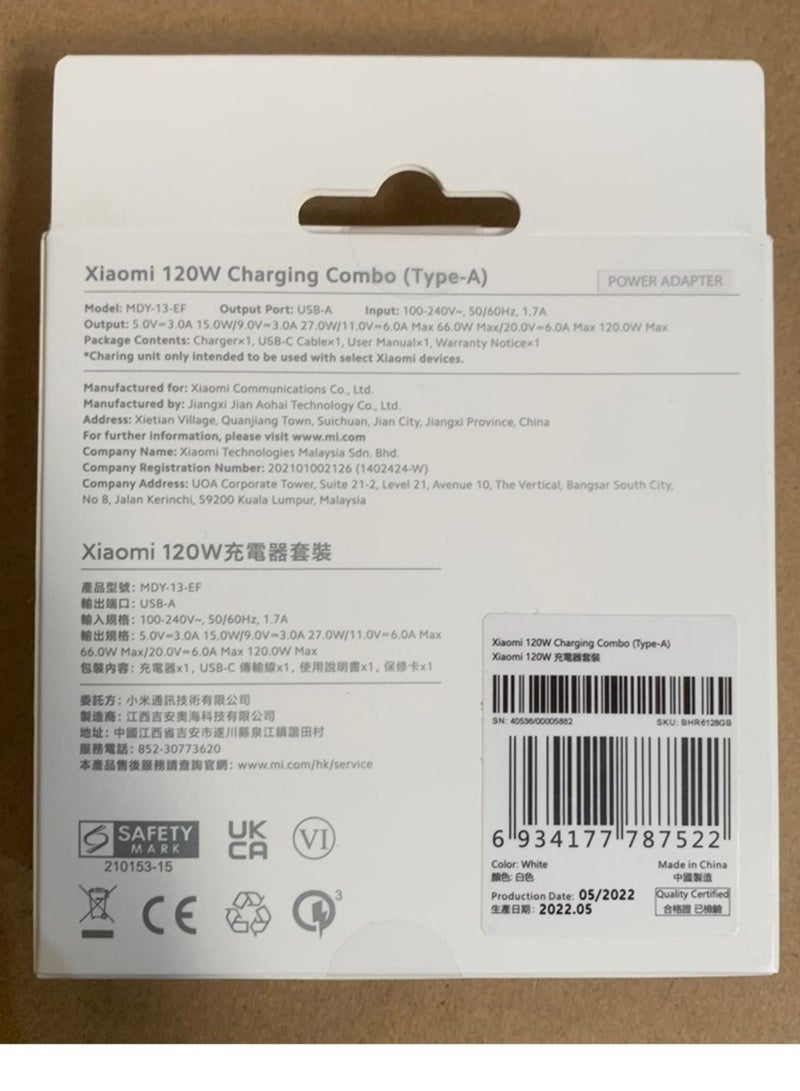 Xiaomi 120W Charging Combo (Type-A)
POWER ADAPTER
Model: MDY-13-EF Output Port: USB-A Input: 100-240V~, 50/60Hz, 1.7A
Output: 5.0V⎓3.0A 15.0W/9.0V⎓3.0A 27.0W/11.0V⎓6.0A Max 66.0W Max/20.0V⎓6.0A Max 120.0W Max
Package Contents: Charger×1, USB-C Cable×1, User Manual×1, Warranty Notice×1
*Charing unit only intended to be used with select Xiaomi devices.
Manufactured for: Xiaomi Communications Co., Ltd.
Manufactured by: Jiangxi Jian Aohai Technology Co., Ltd.
Address: Xietian Village, Quanjiang Town, Suichuan, Jian City, Jiangxi Province, China
For further information, please visit www.mi.com
Company Name: Xiaomi Technologies Malaysia Sdn. Bhd.
Company Registration Number: 202101002126 (1402424-W)
Company Address: UOA Corporate Tower, Suite 21-2, Level 21, Avenue 10, The Vertical, Bangsar South City,
No 8, Jalan Kerinchi, 59200 Kuala Lumpur, Malaysia
Xiaomi 120W充電器套裝
產品型號: MDY-13-EF
輸出端口: USB-A
輸入規格: 100-240V~, 50/60Hz, 1.7A
輸出規格: 5.0V⎓3.0A 15.0W/9.0V⎓3.0A 27.0W/11.0V⎓6.0A Max
66.0W Max/20.0V⎓6.0A Max 120.0W Max
包裝內容: 充電器x1, USB-C 傳輸線x1, 使用說明書x1, 保修卡x1
委託方: 小米通訊技術有限公司
製造商: 江西吉安奧海科技有限公司
地址: 中國江西省吉安市遂川縣泉江鎮謝田村
服務電話: 852-30773620
本產品售後服務請查詢官網: www.mi.com/hk/service
SAFETY
MARK
210153-15
UK
CA
VI
CE
3
Xiaomi 120W Charging Combo (Type-A)
Xiaomi 120W 充電器套裝
SN: 40536/00005882 SKU: BHR6128GB
6 934177 787522
Color: White Made in China
顏色: 白色 中國製造
Production Date: 05/2022 Quality Certified
生產日期: 2022.05 合格證 已檢驗